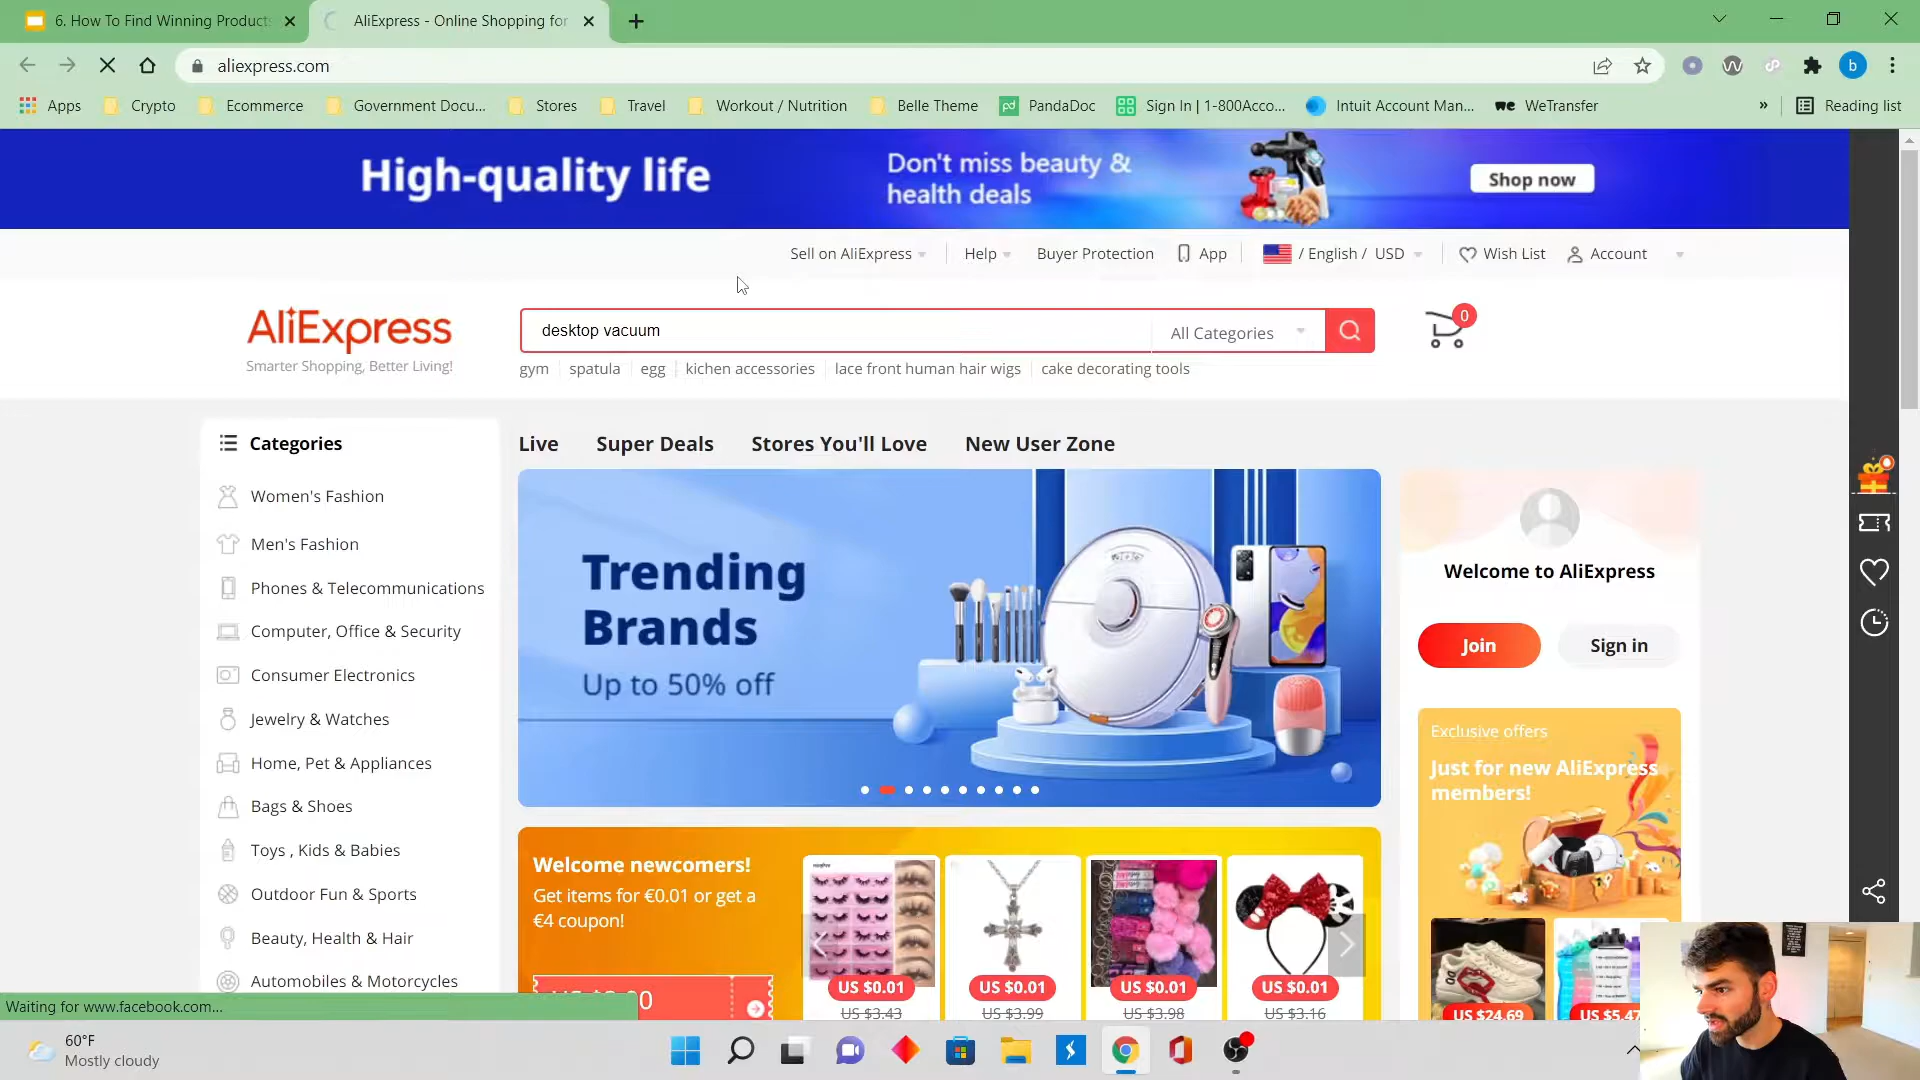 6. How To Find Winning Products
AliExpress - Online Shopping for
aliexpress.com
b
Apps
Crypto
Ecommerce
Government Docu...
Stores
Travel
Workout / Nutrition
Belle Theme
pd PandaDoc
Sign In | 1-800Acco...
Intuit Account Man...
we WeTransfer
»
Reading list
High-quality life
Don't miss beauty &
health deals
Shop now
Sell on AliExpress
Help
Buyer Protection
App
/ English / USD
Wish List
Account
AliExpress
Smarter Shopping, Better Living!
desktop vacuum
All Categories
0
gym
spatula
egg
kichen accessories
lace front human hair wigs
cake decorating tools
Categories
Women's Fashion
Men's Fashion
Phones & Telecommunications
Computer, Office & Security
Consumer Electronics
Jewelry & Watches
Home, Pet & Appliances
Bags & Shoes
Toys , Kids & Babies
Outdoor Fun & Sports
Beauty, Health & Hair
Automobiles & Motorcycles
Live
Super Deals
Stores You'll Love
New User Zone
Trending
Brands
Up to 50% off
Welcome to AliExpress
Join
Sign in
Exclusive offers
Just for new AliExpress
members!
US $24.69
US $5.47
Welcome newcomers!
Get items for €0.01 or get a
€4 coupon!
US $0.01
US $3.43
US $0.01
US $3.99
US $0.01
US $3.98
US $0.01
US $3.16
Waiting for www.facebook.com...
60°F
Mostly cloudy